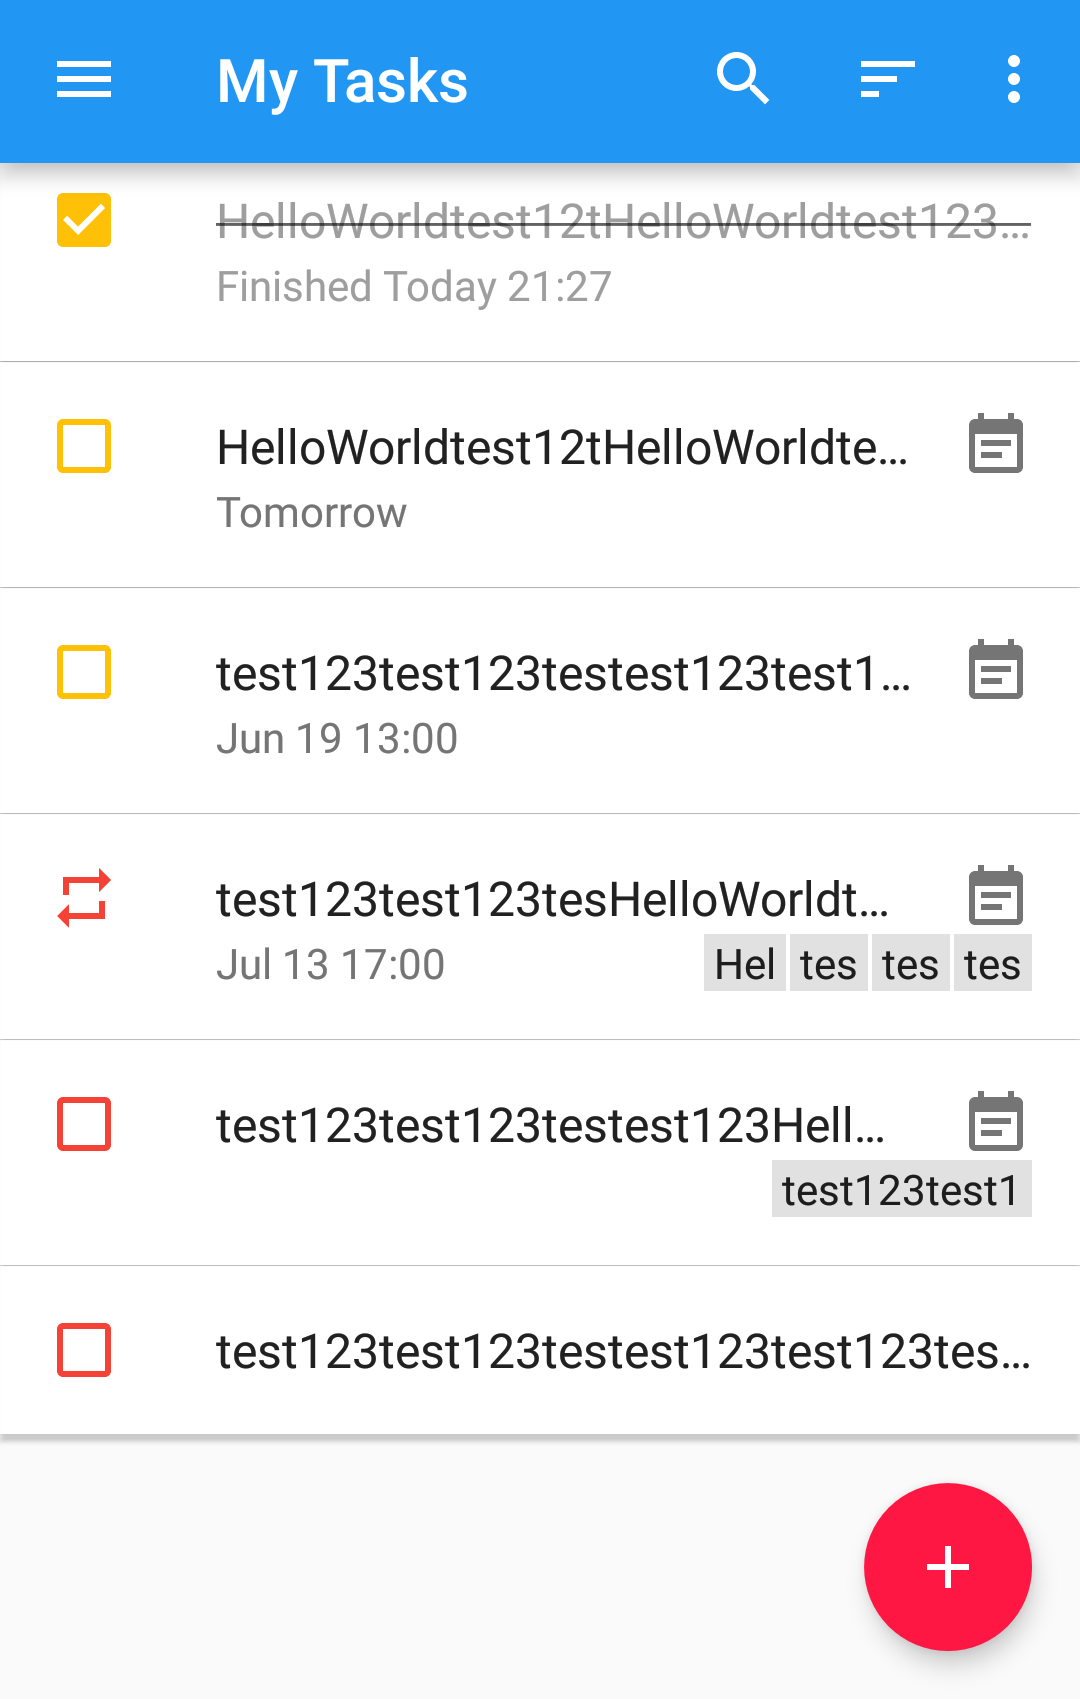 My Tasks
HelloWorldtest12tHelloWorldtest123...
Finished Today 21:27
HelloWorldtest12tHelloWorldte...
Tomorrow
test123test123testest123test1...
Jun 19 13:00
test123test123tesHelloWorldt...
Jul 13 17:00 Hel tes tes tes
test123test123testest123Hell...
test123test1
test123test123testest123test123tes...